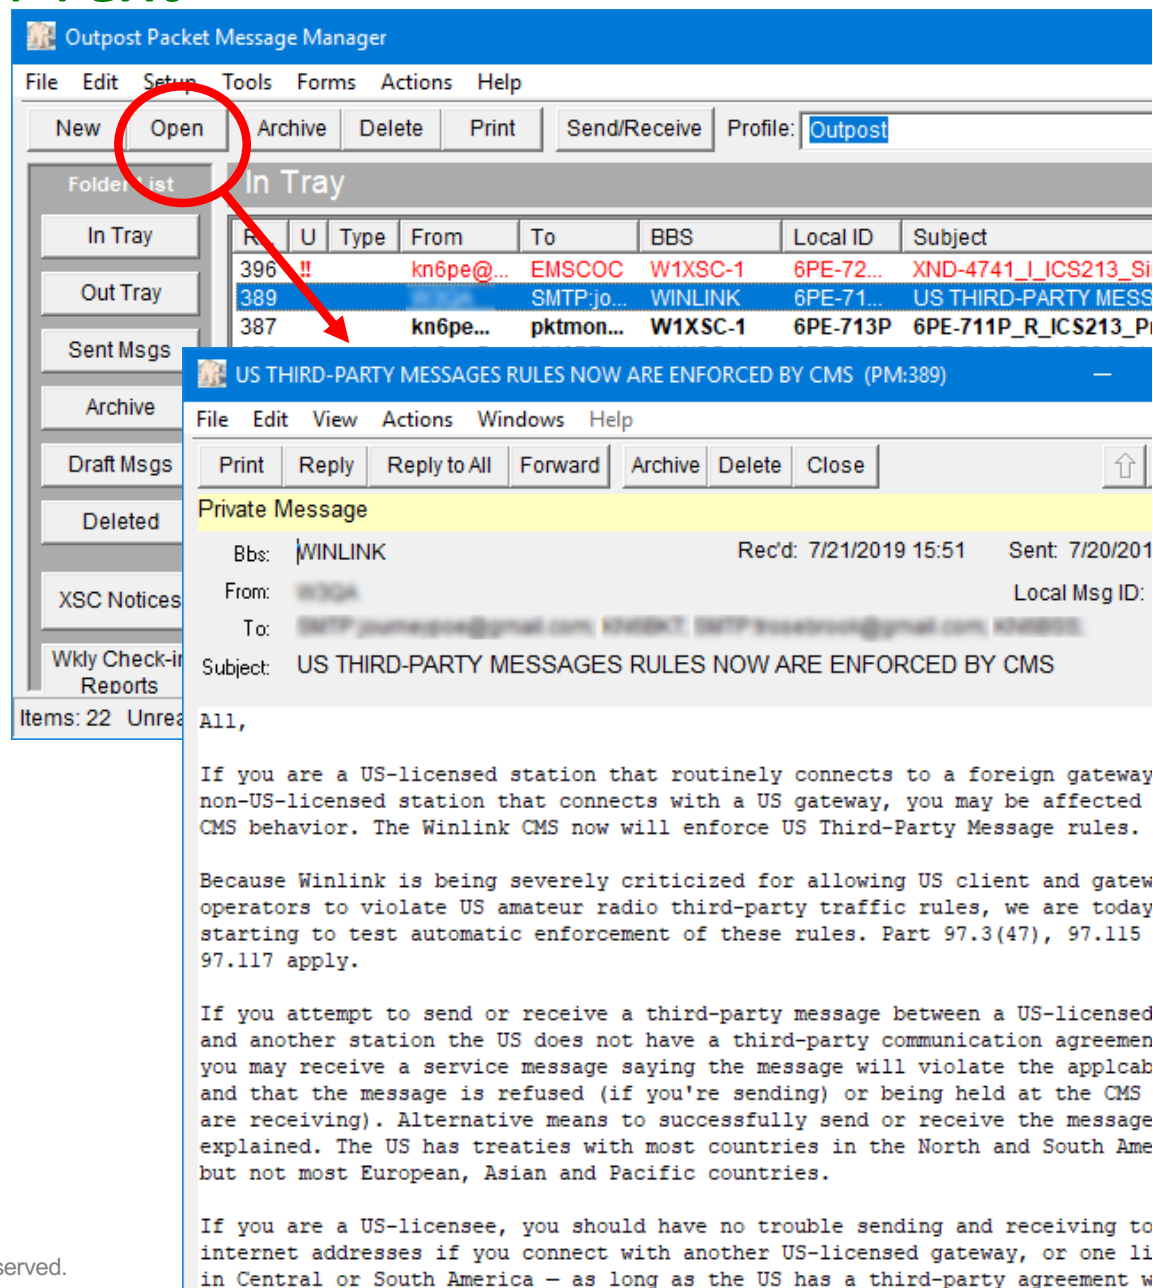 Outpost Packet Message Manager
File Edit Setup Tools Forms Actions Help
New Open Archive Delete Print Send/Receive Profile: Outpost
Folder List
In Tray
In Tray
R... U Type From To BBS Local ID Subject
396 !! kn6pe@... EMSCOC W1XSC-1 6PE-72... XND-4741_I_ICS213_Si
389 SMTP:jo... WINLINK 6PE-71... US THIRD-PARTY MESS
387 kn6pe... pktmon... W1XSC-1 6PE-713P 6PE-711P_R_ICS213_Pr
Out Tray
Sent Msgs
Archive
Draft Msgs
Deleted
XSC Notices
Wkly Check-in
Reports
Items: 22 Unrea
US THIRD-PARTY MESSAGES RULES NOW ARE ENFORCED BY CMS (PM:389)
File Edit View Actions Windows Help
Print Reply Reply to All Forward Archive Delete Close
Private Message
Bbs: WINLINK Rec'd: 7/21/2019 15:51 Sent: 7/20/201
From: Local Msg ID:
To:
Subject: US THIRD-PARTY MESSAGES RULES NOW ARE ENFORCED BY CMS
All,
If you are a US-licensed station that routinely connects to a foreign gateway
non-US-licensed station that connects with a US gateway, you may be affected
CMS behavior. The Winlink CMS now will enforce US Third-Party Message rules.
Because Winlink is being severely criticized for allowing US client and gatew
operators to violate US amateur radio third-party traffic rules, we are today
starting to test automatic enforcement of these rules. Part 97.3(47), 97.115
97.117 apply.
If you attempt to send or receive a third-party message between a US-licensed
and another station the US does not have a third-party communication agreemen
you may receive a service message saying the message will violate the applcab
and that the message is refused (if you're sending) or being held at the CMS
are receiving). Alternative means to successfully send or receive the message
explained. The US has treaties with most countries in the North and South Ame
but not most European, Asian and Pacific countries.
If you are a US-licensee, you should have no trouble sending and receiving to
internet addresses if you connect with another US-licensed gateway, or one li
in Central or South America – as long as the US has a third-party agreement w
served.